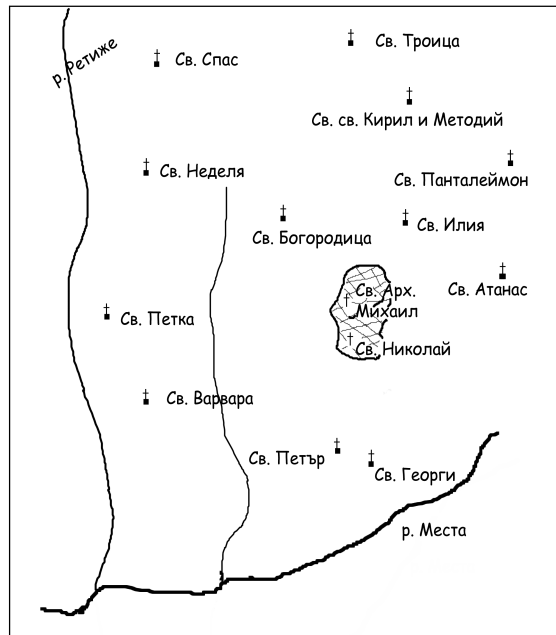 Св. Троица
Св. Спас
р. Ретиже
Св. св. Кирил и Методий
Св. Неделя
Св. Панталеймон
Св. Илия
Св. Богородица
Св. Атанас
Св. Арх.
Михаил
Св. Петка
Св. Николай
Св. Варвара
Св. Петър
Св. Георги
р. Места